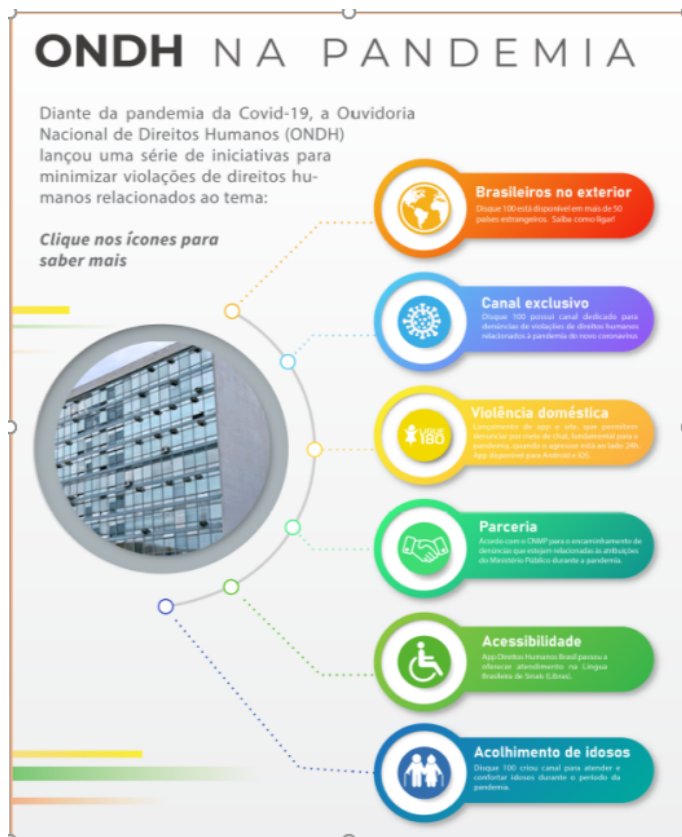 ONDH NA PANDEMIA
Diante da pandemia da Covid-19, a Ouvidoria
Nacional de Direitos Humanos (ONDH)
lançou uma série de iniciativas para
minimizar violações de direitos hu-
manos relacionados ao tema:
Clique nos ícones para
saber mais
Brasileiros no exterior
Disque 100 está disponível em mais de 50
países estrangeiros. Saiba como ligar!
Canal exclusivo
Disque 100 possui canal dedicado para
denúncias de violações de direitos humanos
relacionados à pandemia do novo coronavírus
LIGUE
180
Violência doméstica
Lançamento de app e site, que permitem
denunciar por meio de chat, fundamental para a
pandemia, quando o agressor está ao lado 24h.
App disponível para Android e iOS.
Parceria
Acordo com o CNMP para o encaminhamento de
denúncias que estejam relacionadas às atribuições
do Ministério Público durante a pandemia.
Acessibilidade
App Direitos Humanos Brasil passou a
oferecer atendimento na Língua
Brasileira de Sinais (Libras).
Acolhimento de idosos
Disque 100 criou canal para atender e
confortar idosos durante o período da
pandemia.